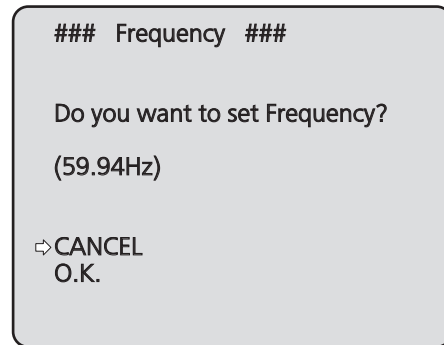 ### Frequency ###
Do you want to set Frequency?
(59.94Hz)
⇨CANCEL
O.K.